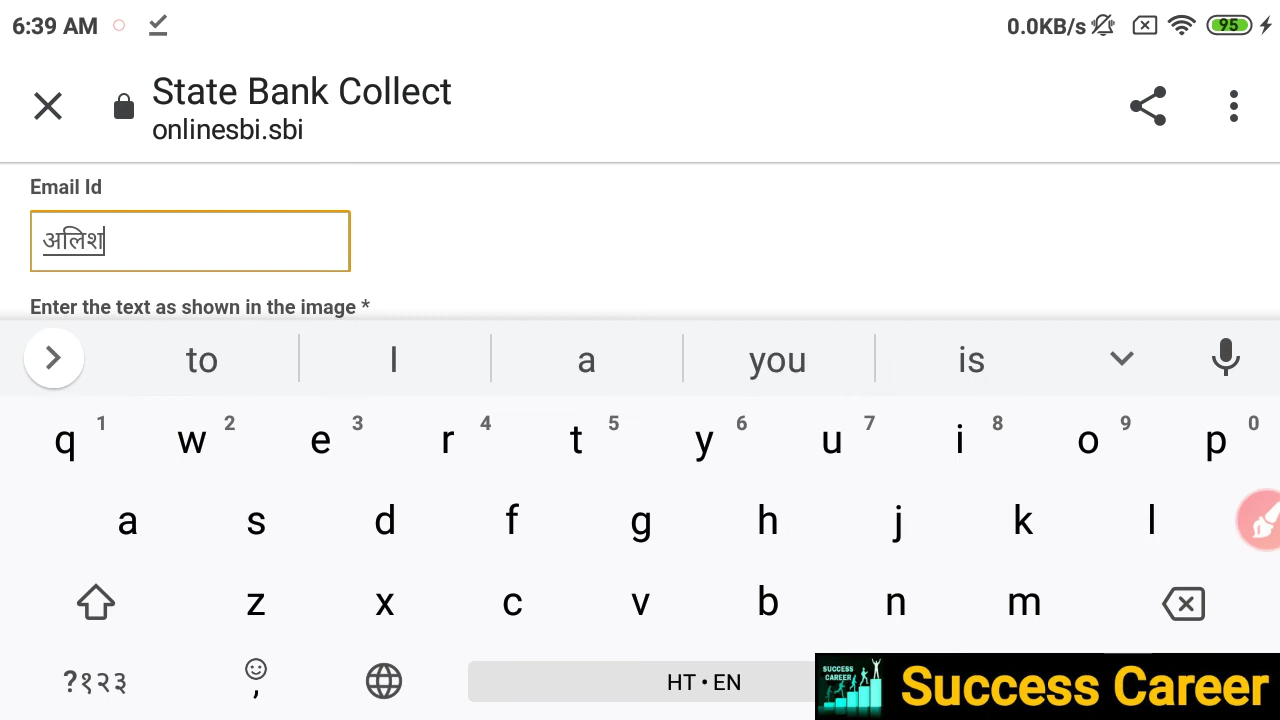 6:39 AM 0.0KB/s 95
State Bank Collect
onlinesbi.sbi
Email Id
अलिश
Enter the text as shown in the image *
to I a you is
q 1 w 2 e 3 r 4 t 5 y 6 u 7 i 8 o 9 p 0
a s d f g h j k l
z x c v b n m
?१२३ , HT • EN
SUCCESS CAREER Success Career